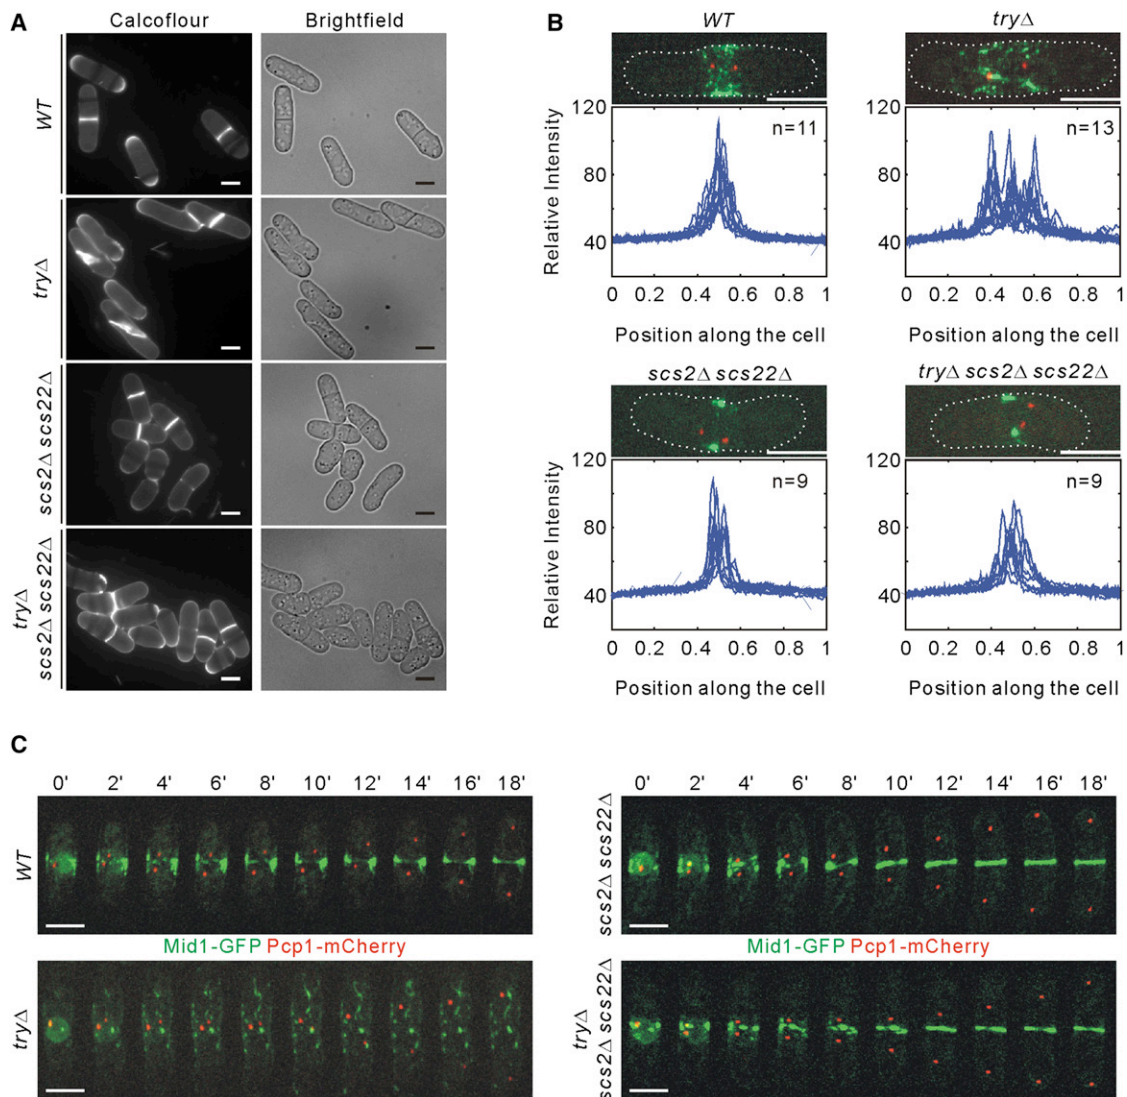 A
Calcoflour Brightfield
WT
tryΔ
scs2Δ scs22Δ
tryΔ
scs2Δ scs22Δ
B
WT tryΔ
120
80
40
Relative Intensity
n=11
n=13
120
80
40
0 0.2 0.4 0.6 0.8 1
0 0.2 0.4 0.6 0.8 1
Position along the cell Position along the cell
scs2Δ scs22Δ tryΔ scs2Δ scs22Δ
120
80
40
Relative Intensity
n=9
n=9
120
80
40
0 0.2 0.4 0.6 0.8 1
0 0.2 0.4 0.6 0.8 1
Position along the cell Position along the cell
C
0' 2' 4' 6' 8' 10' 12' 14' 16' 18'
WT
Mid1-GFP Pcp1-mCherry
tryΔ
0' 2' 4' 6' 8' 10' 12' 14' 16' 18'
scs2Δ scs22Δ
Mid1-GFP Pcp1-mCherry
tryΔ
scs2Δ scs22Δ